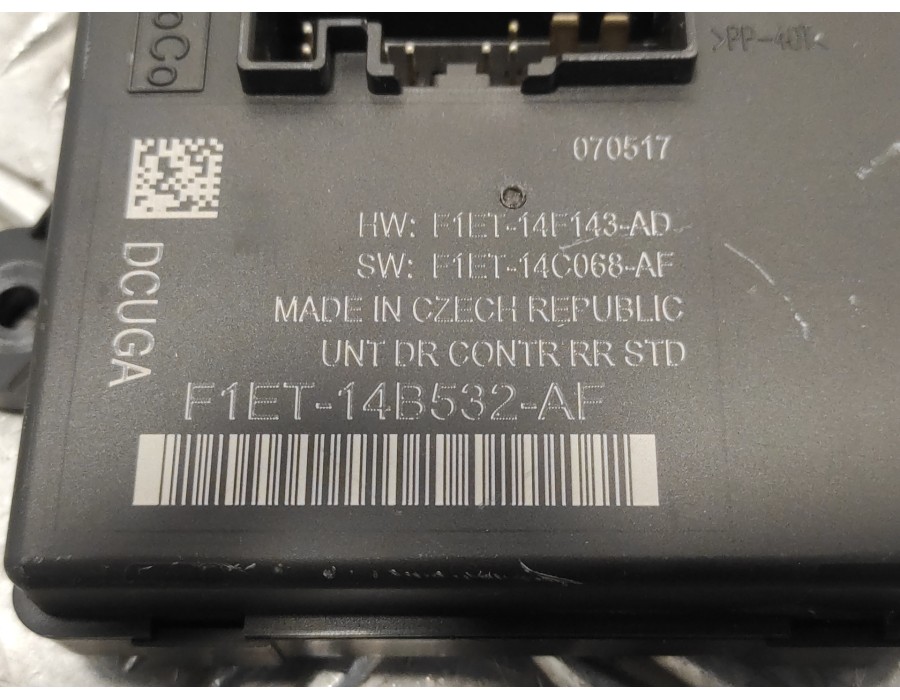 >PP-40T<
070517
HW: F1ET-14F143-AD
SW: F1ET-14C068-AF
MADE IN CZECH REPUBLIC
UNT DR CONTR RR STD
DCUGA
F1ET-14B532-AF